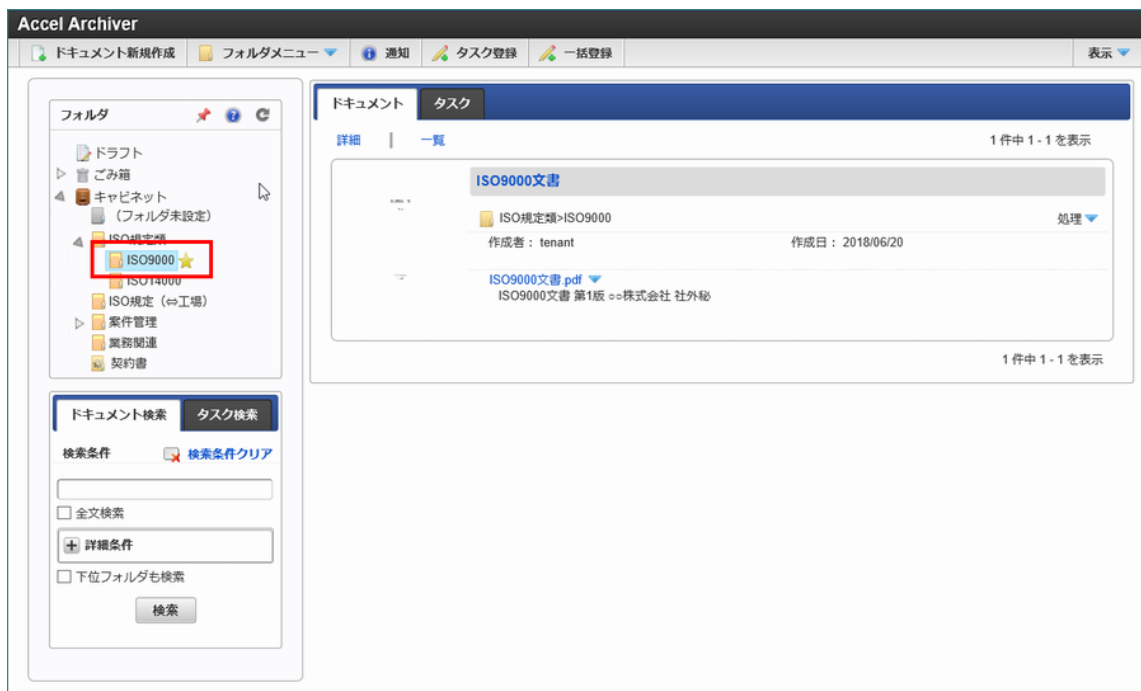 Accel Archiver
ドキュメント新規作成 フォルダメニュー 通知 タスク登録 一括登録 表示
フォルダ
ドラフト
ごみ箱
キャビネット
（フォルダ未設定）
ISO規定類
ISO9000
ISO14000
ISO規定（⇔工場）
案件管理
業務関連
契約書
ドキュメント検索 タスク検索
検索条件 検索条件クリア
全文検索
詳細条件
下位フォルダも検索
検索
ドキュメント タスク
詳細 | 一覧 1 件中 1 - 1 を表示
ISO9000文書
ISO規定類>ISO9000 処理
作成者： tenant 作成日： 2018/06/20
ISO9000文書.pdf
ISO9000文書 第1版 ○○株式会社 社外秘
1 件中 1 - 1 を表示